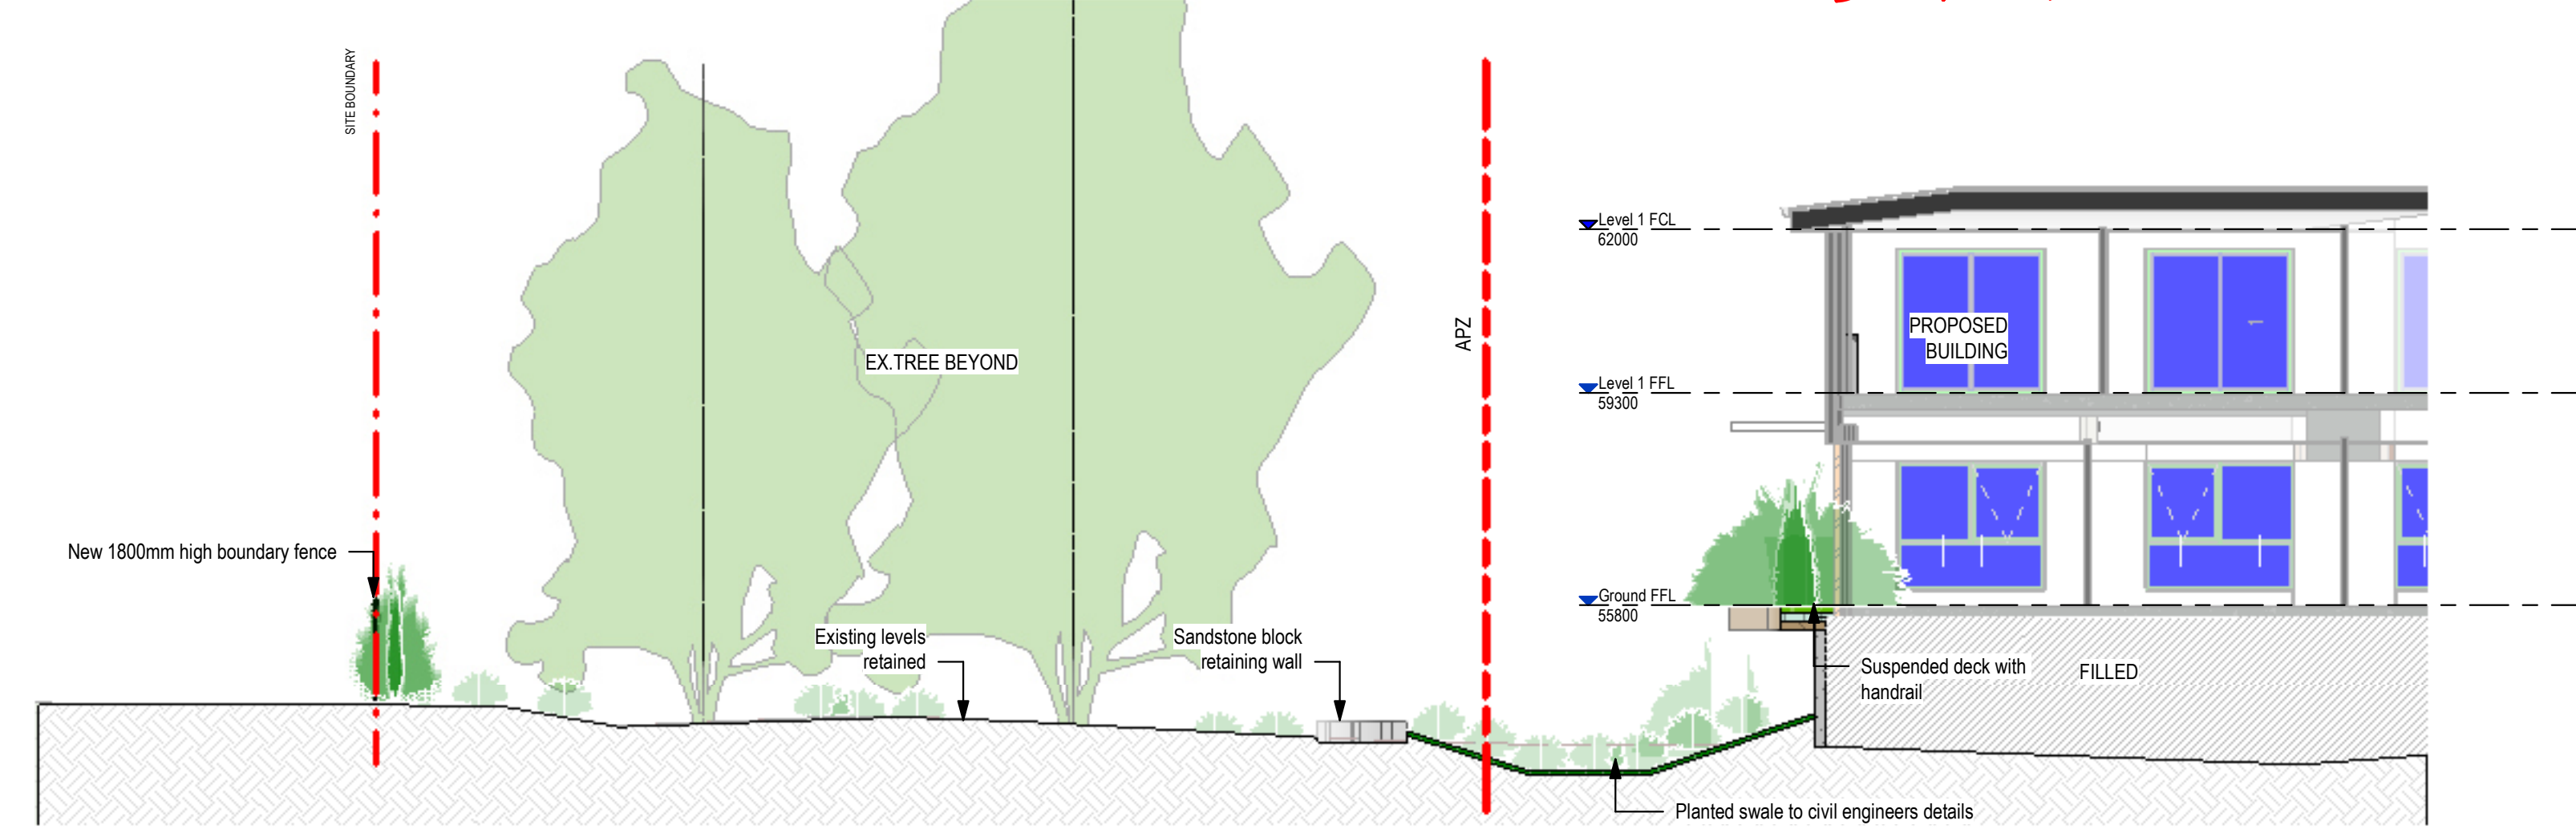 SITE BOUNDARY
Level 1 FCL
62000
APZ
PROPOSED
BUILDING
EX.TREE BEYOND
Level 1 FFL
59300
New 1800mm high boundary fence
Ground FFL
55800
Existing levels
retained
Sandstone block
retaining wall
Suspended deck with
handrail
FILLED
Planted swale to civil engineers details